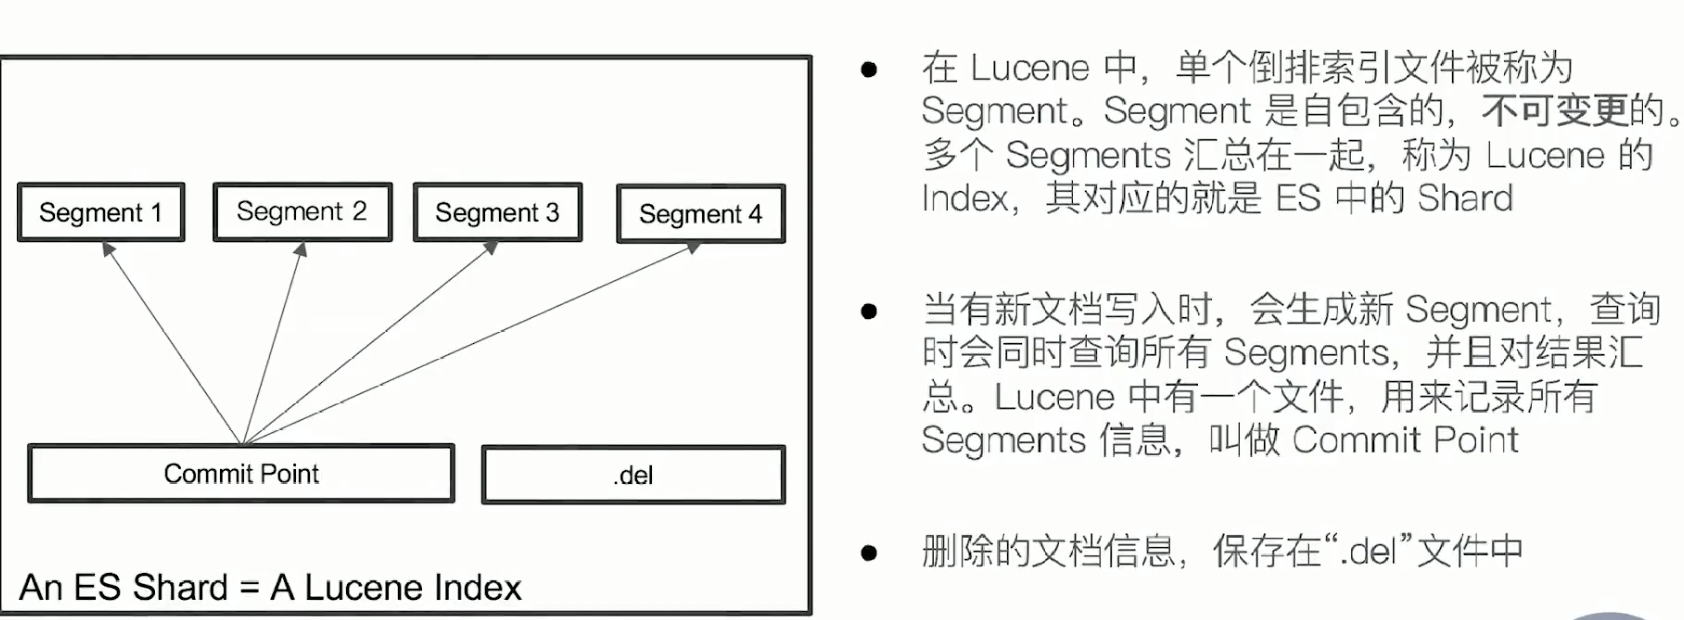 Segment 1
Segment 2
Segment 3
Segment 4
Commit Point
.del
An ES Shard = A Lucene Index
● 在 Lucene 中，单个倒排索引文件被称为
Segment。Segment 是自包含的，不可变更的。
多个 Segments 汇总在一起，称为 Lucene 的
Index，其对应的就是 ES 中的 Shard
● 当有新文档写入时，会生成新 Segment，查询
时会同时查询所有 Segments，并且对结果汇
总。Lucene 中有一个文件，用来记录所有
Segments 信息，叫做 Commit Point
● 删除的文档信息，保存在“.del”文件中